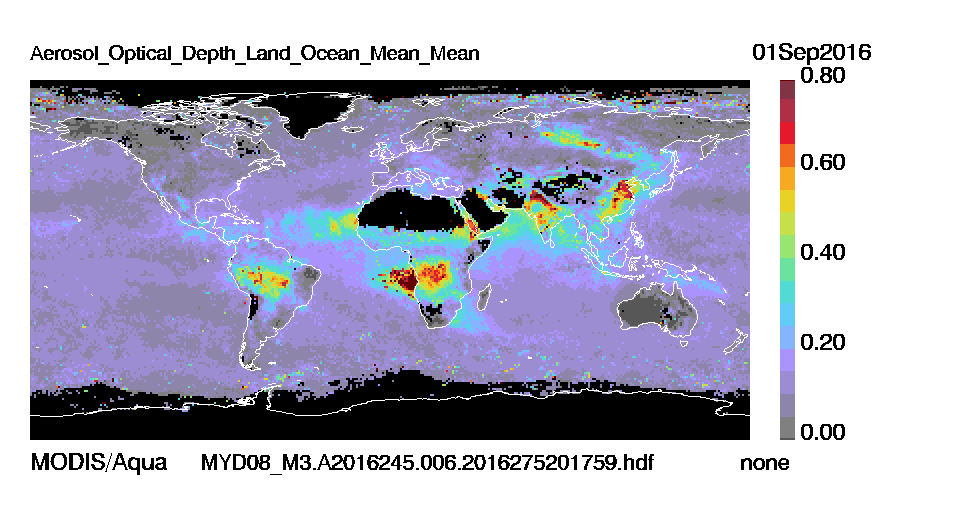 Aerosol_Optical_Depth_Land_Ocean_Mean_Mean
01Sep2016
0.80
0.60
0.40
0.20
0.00
MODIS/Aqua MYD08_M3.A2016245.006.2016275201759.hdf none